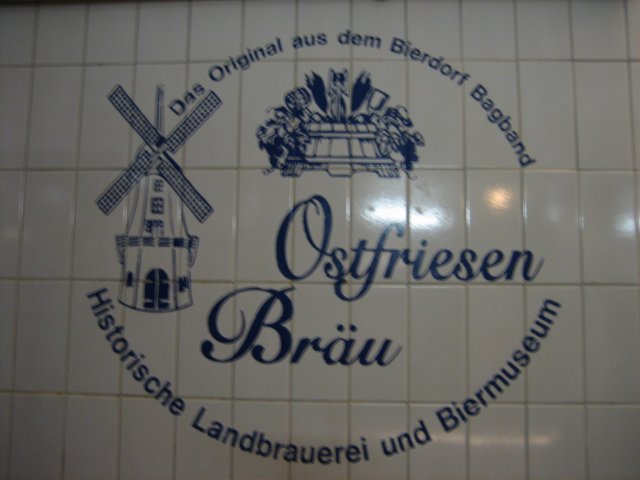 Das Original aus dem Bierdorf Bagband
Ostfriesen
Bräu
Historische Landbrauerei und Biermuseum